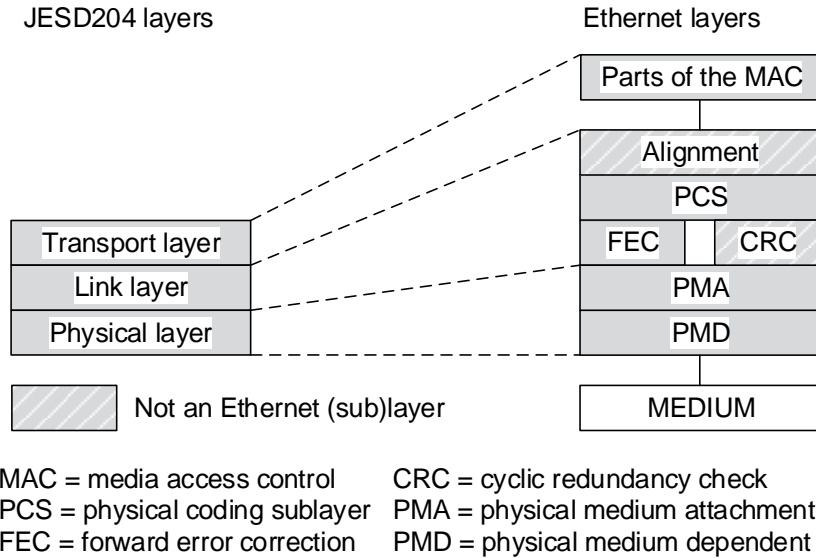 JESD204 layers
Ethernet layers
Parts of the MAC
Alignment
PCS
FEC
CRC
PMA
PMD
MEDIUM
Transport layer
Link layer
Physical layer
Not an Ethernet (sub)layer
MAC = media access control
CRC = cyclic redundancy check
PCS = physical coding sublayer
PMA = physical medium attachment
FEC = forward error correction
PMD = physical medium dependent